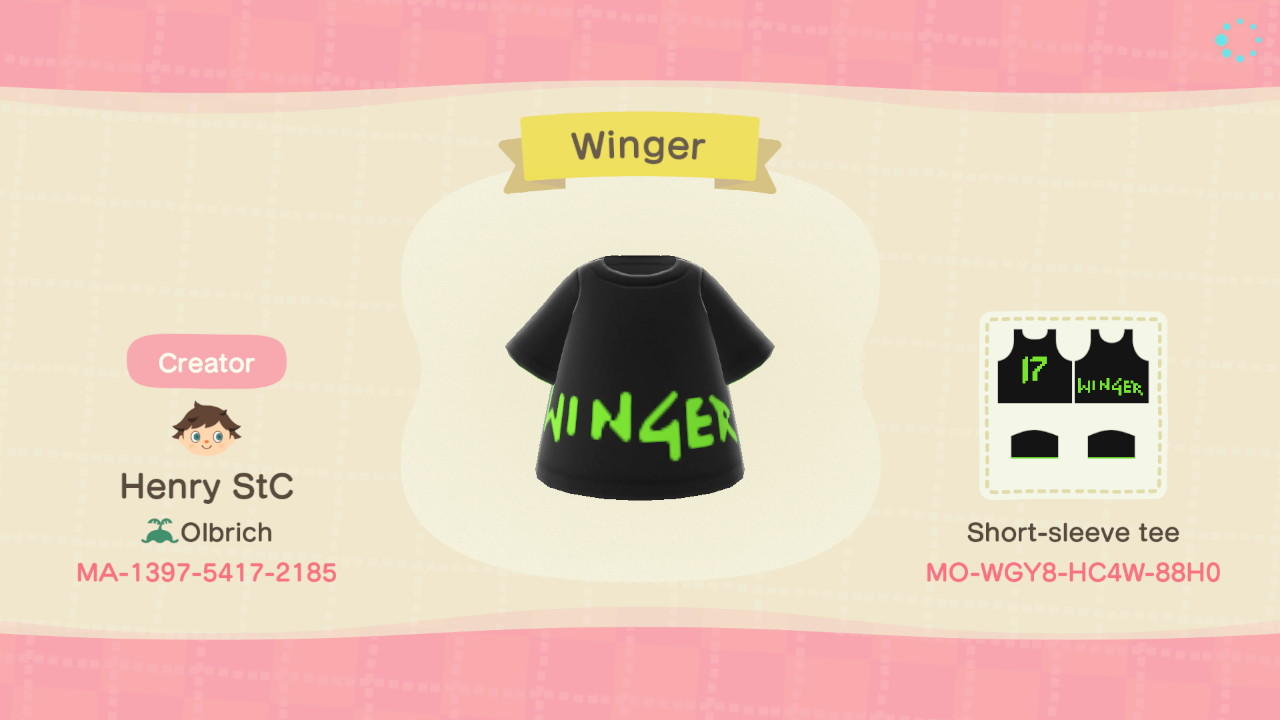 Winger
WINGER
Creator
Henry StC
Olbrich
MA-1397-5417-2185
17
WINGER
Short-sleeve tee
MO-WGY8-HC4W-88H0